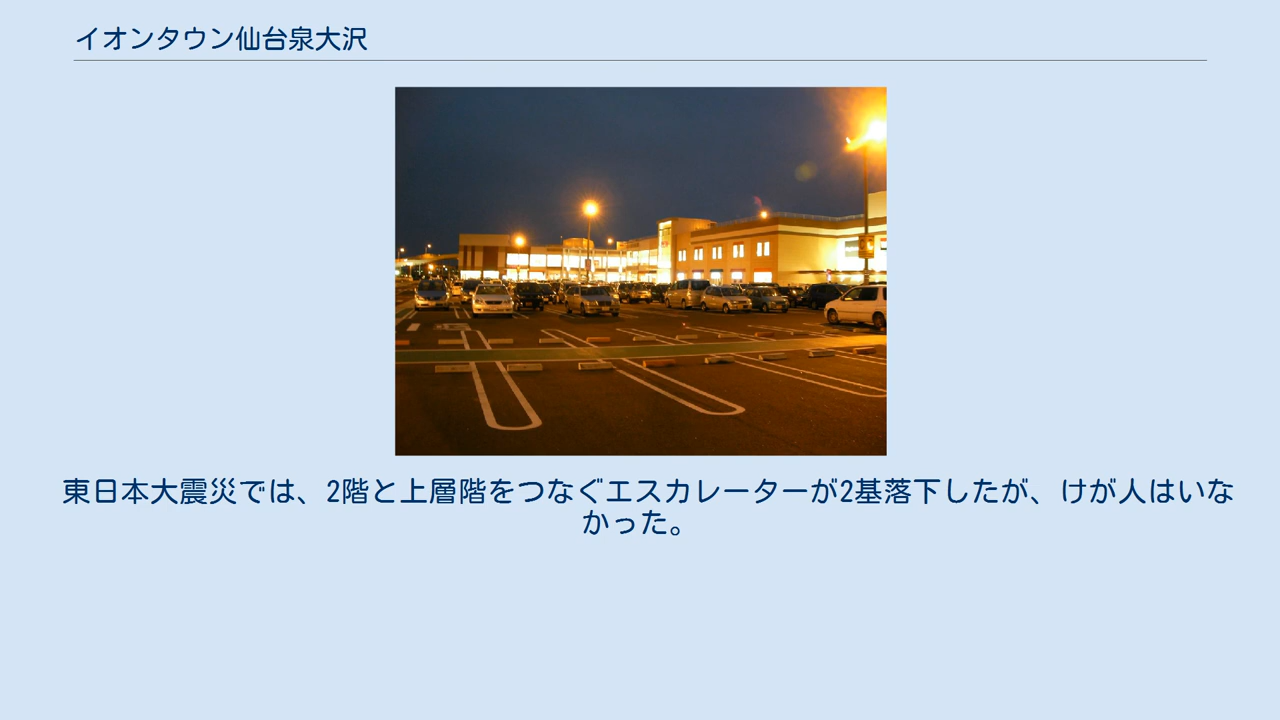 イオンタウン仙台泉大沢
東日本大震災では、2階と上層階をつなぐエスカレーターが2基落下したが、けが人はいな
かった。